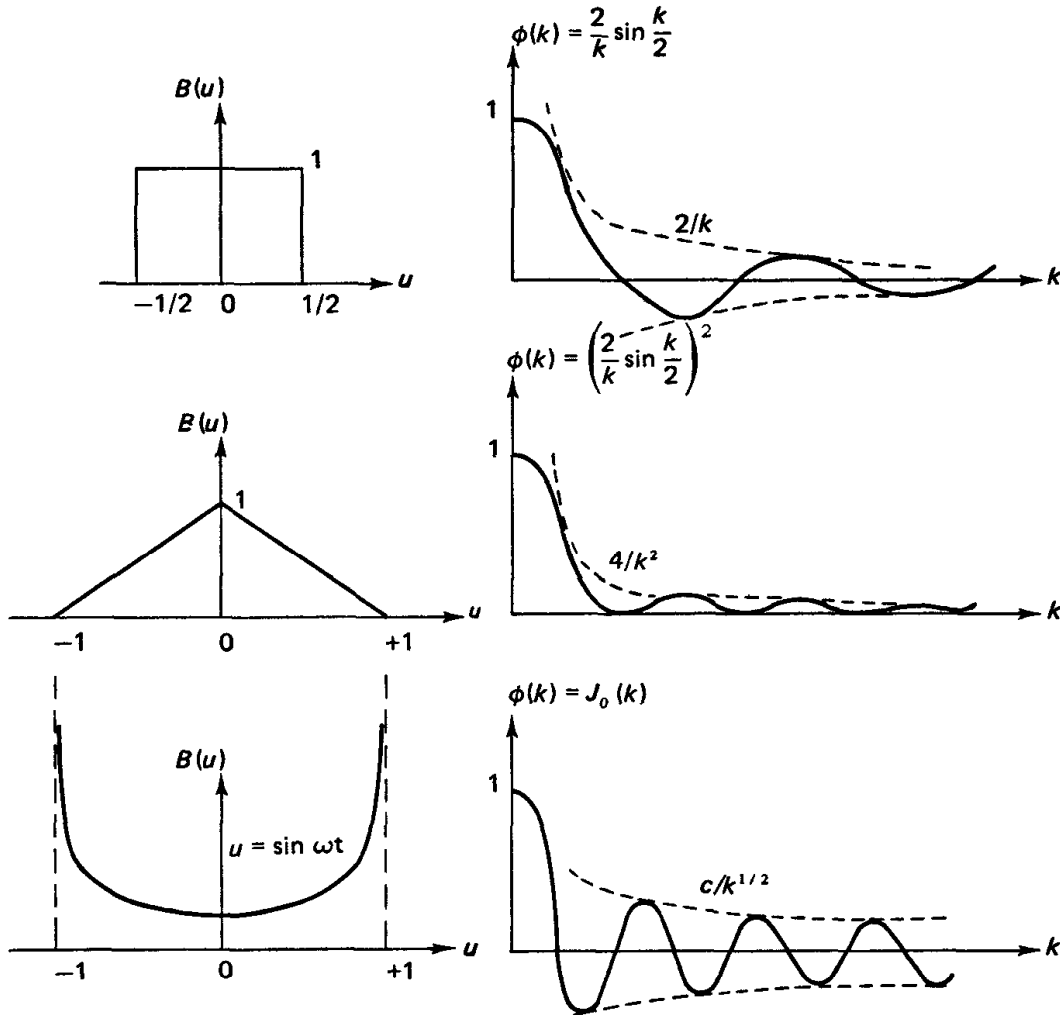 φ(k) = 2/k sin k/2
B(u)
1
1
2/k
u
k
−1/2 0 1/2
φ(k) = (2/k sin k/2)²
B(u)
1
1
4/k²
u
k
−1 0 +1
φ(k) = J₀(k)
B(u)
1
u = sin ωt
c/k^{1/2}
u
k
−1 0 +1